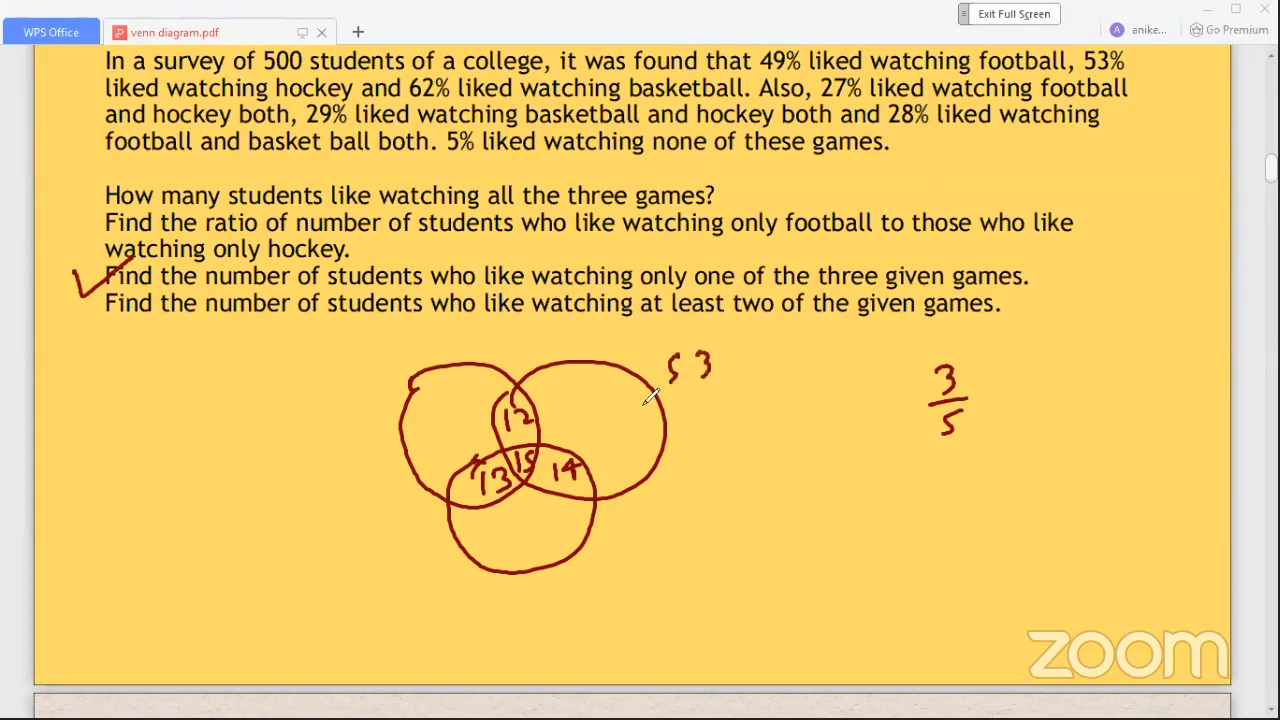 Exit Full Screen
WPS Office
venn diagram.pdf
anike...
Go Premium
In a survey of 500 students of a college, it was found that 49% liked watching football, 53%
liked watching hockey and 62% liked watching basketball. Also, 27% liked watching football
and hockey both, 29% liked watching basketball and hockey both and 28% liked watching
football and basket ball both. 5% liked watching none of these games.
How many students like watching all the three games?
Find the ratio of number of students who like watching only football to those who like
watching only hockey.
Find the number of students who like watching only one of the three given games.
Find the number of students who like watching at least two of the given games.
53
3
5
12
15
13
14
zoom